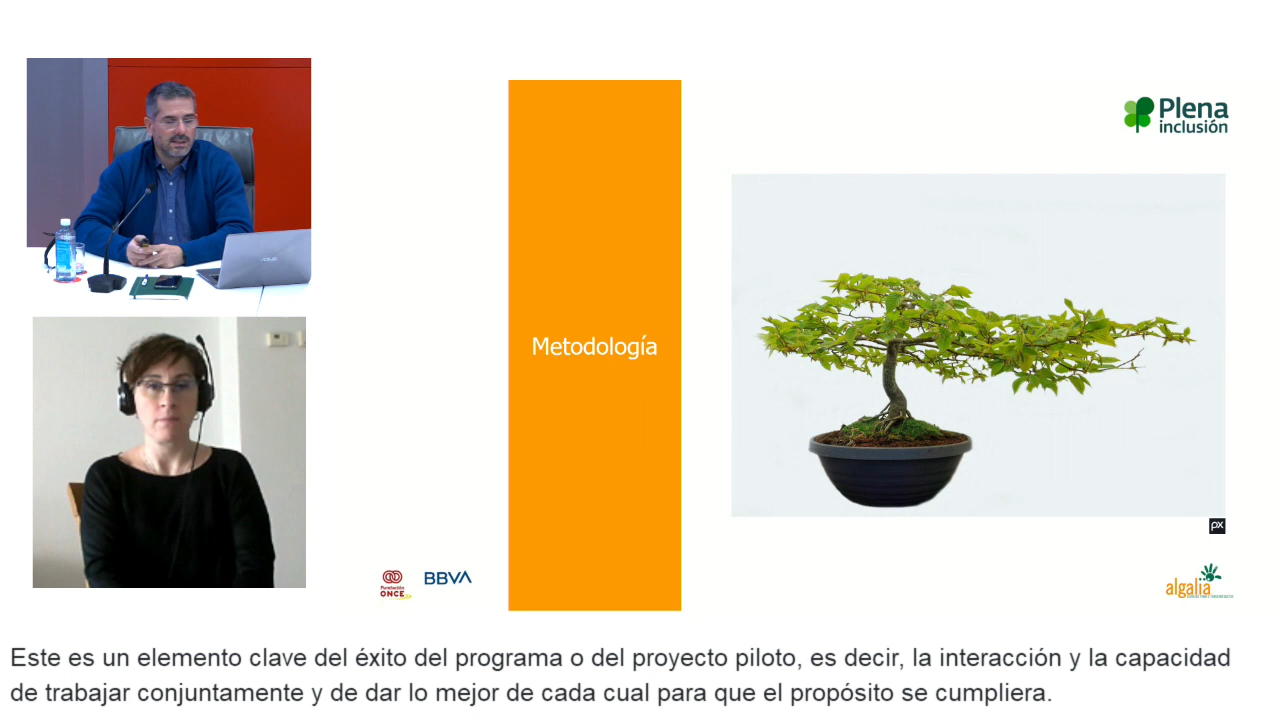 Plena
inclusión
Metodología
px
Fundación
ONCE
BBVA
algalia
Este es un elemento clave del éxito del programa o del proyecto piloto, es decir, la interacción y la capacidad
de trabajar conjuntamente y de dar lo mejor de cada cual para que el propósito se cumpliera.